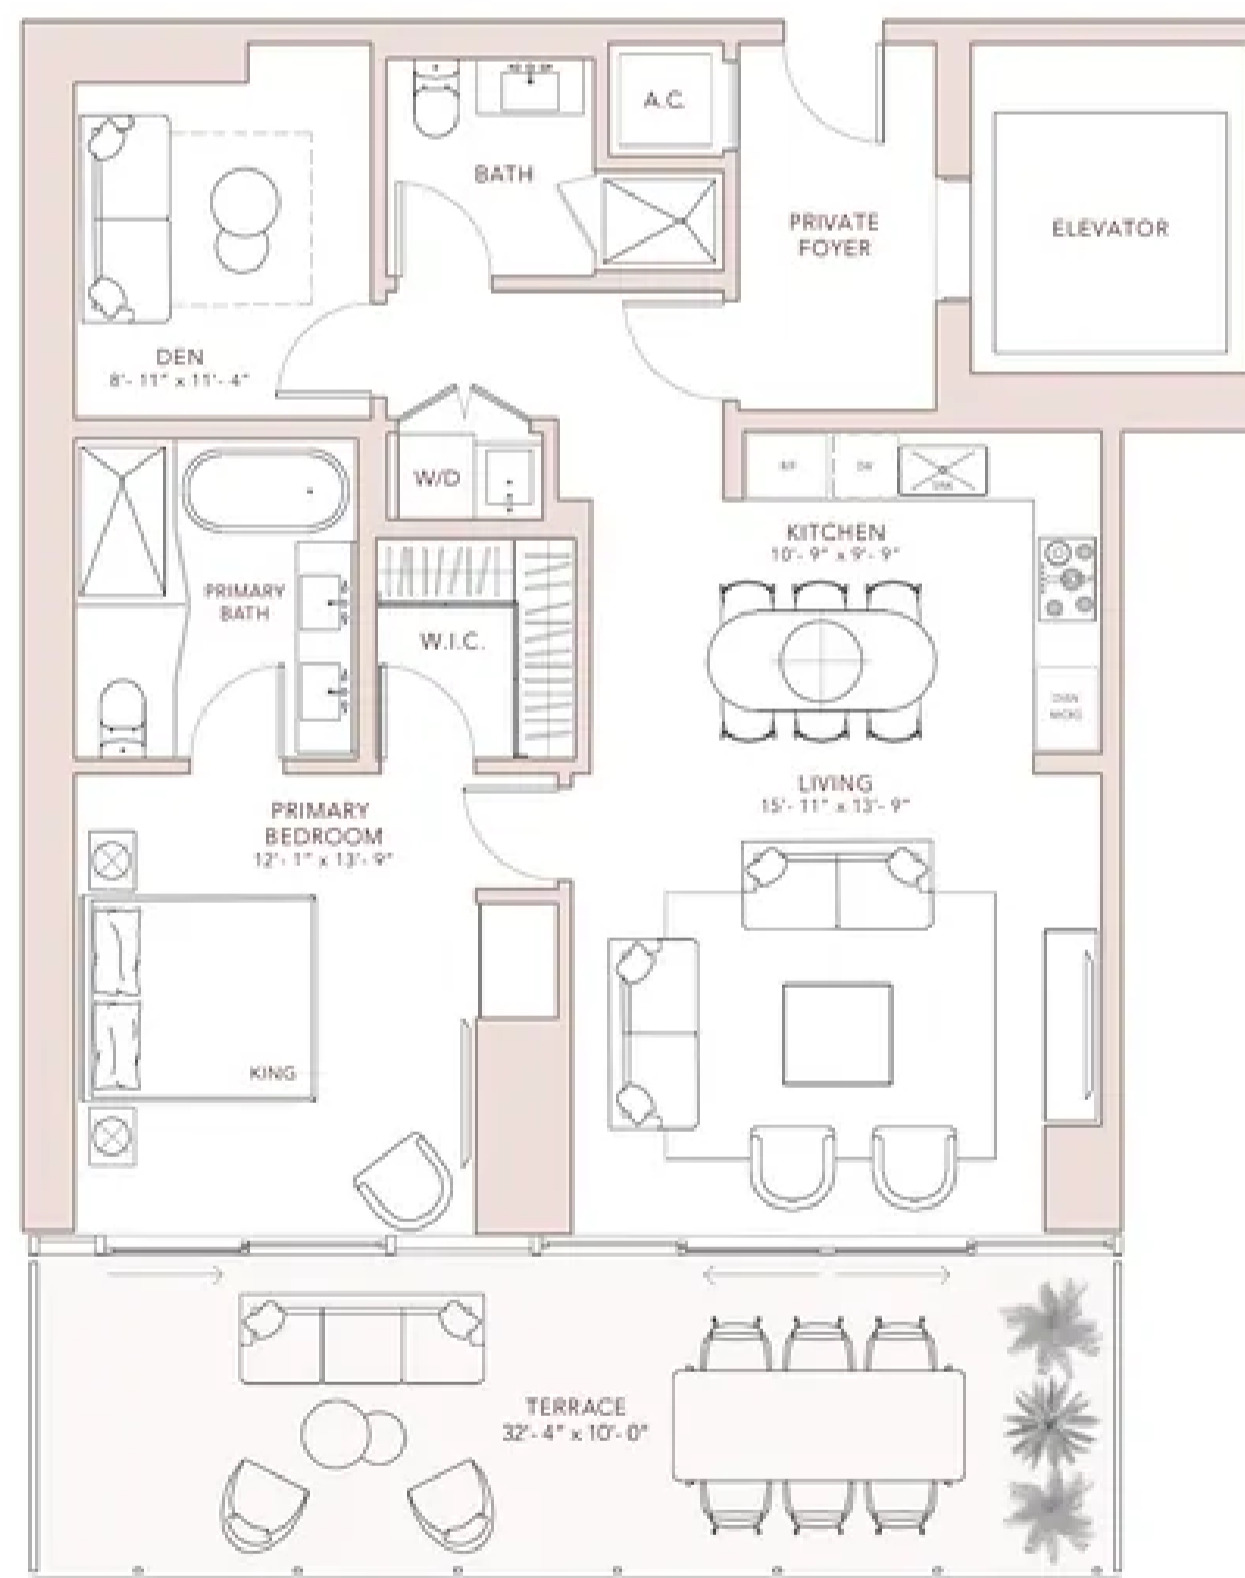 A.C.
BATH
PRIVATE
FOYER
ELEVATOR
DEN
8'- 11" x 11'- 4"
W/D
KITCHEN
10'- 9" x 9'- 9"
PRIMARY
BATH
W.I.C.
LIVING
15'- 11" x 13'- 9"
PRIMARY
BEDROOM
12'- 1" x 13'- 9"
KING
TERRACE
32'- 4" x 10'- 0"